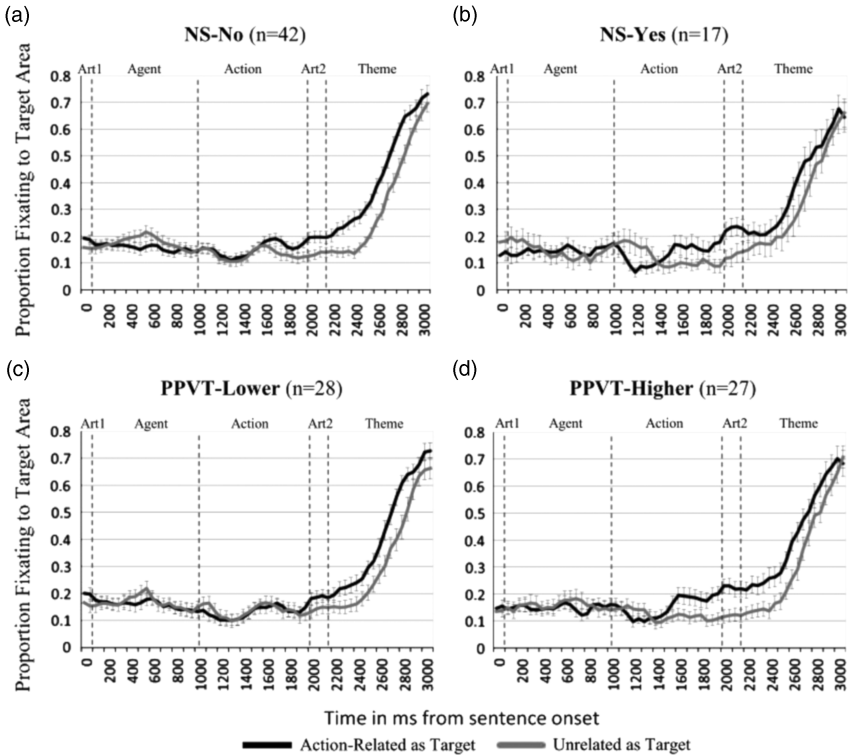 (a)
NS-No (n=42)
Art1 Agent Action Art2 Theme
Proportion Fixating to Target Area
0.8
0.7
0.6
0.5
0.4
0.3
0.2
0.1
0
0 200 400 600 800 1000 1200 1400 1600 1800 2000 2200 2400 2600 2800 3000
(b)
NS-Yes (n=17)
Art1 Agent Action Art2 Theme
0.8
0.7
0.6
0.5
0.4
0.3
0.2
0.1
0
0 200 400 600 800 1000 1200 1400 1600 1800 2000 2200 2400 2600 2800 3000
(c)
PPVT-Lower (n=28)
Art1 Agent Action Art2 Theme
Proportion Fixating to Target Area
0.8
0.7
0.6
0.5
0.4
0.3
0.2
0.1
0
0 200 400 600 800 1000 1200 1400 1600 1800 2000 2200 2400 2600 2800 3000
(d)
PPVT-Higher (n=27)
Art1 Agent Action Art2 Theme
0.8
0.7
0.6
0.5
0.4
0.3
0.2
0.1
0
0 200 400 600 800 1000 1200 1400 1600 1800 2000 2200 2400 2600 2800 3000
Time in ms from sentence onset
Action-Related as Target Unrelated as Target